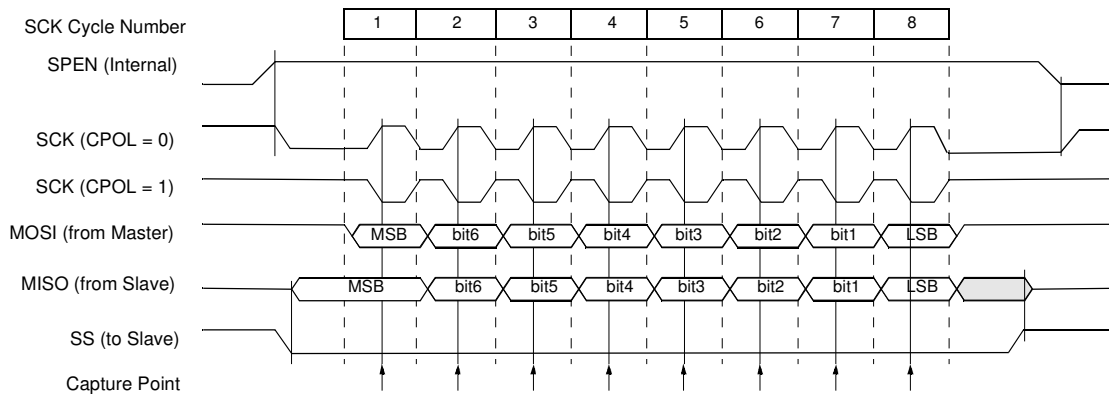 SCK Cycle Number 1 2 3 4 5 6 7 8
SPEN (Internal)
SCK (CPOL = 0)
SCK (CPOL = 1)
MOSI (from Master) MSB bit6 bit5 bit4 bit3 bit2 bit1 LSB
MISO (from Slave) MSB bit6 bit5 bit4 bit3 bit2 bit1 LSB
SS (to Slave)
Capture Point